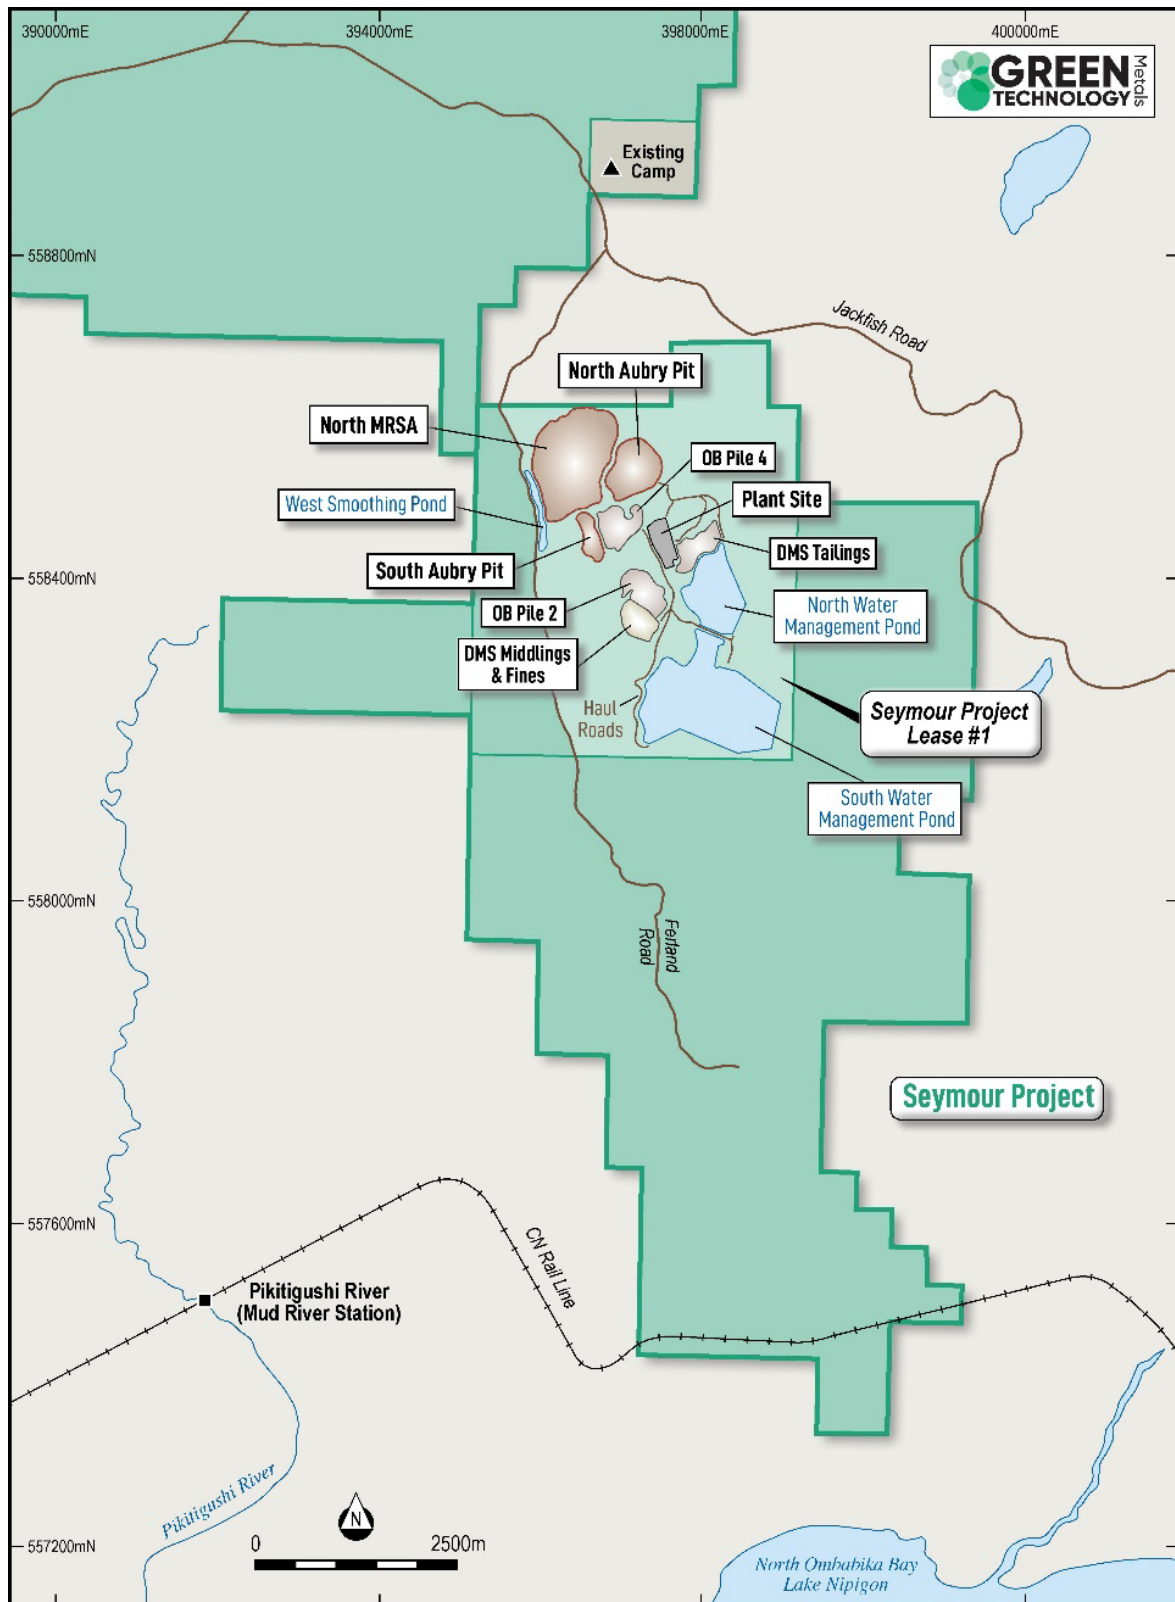 390000mE
394000mE
398000mE
400000mE
GREEN
TECHNOLOGY
Metals
Existing
Camp
558800mN
Jackfish Road
North Aubry Pit
North MRSA
OB Pile 4
West Smoothing Pond
Plant Site
South Aubry Pit
DMS Tailings
558400mN
OB Pile 2
North Water
Management Pond
DMS Middlings
& Fines
Haul
Roads
Seymour Project
Lease #1
South Water
Management Pond
558000mN
Ferland
Road
Seymour Project
557600mN
CN Rail Line
Pikitigushi River
(Mud River Station)
Pikitigushi River
N
0
2500m
557200mN
North Ombabika Bay
Lake Nipigon